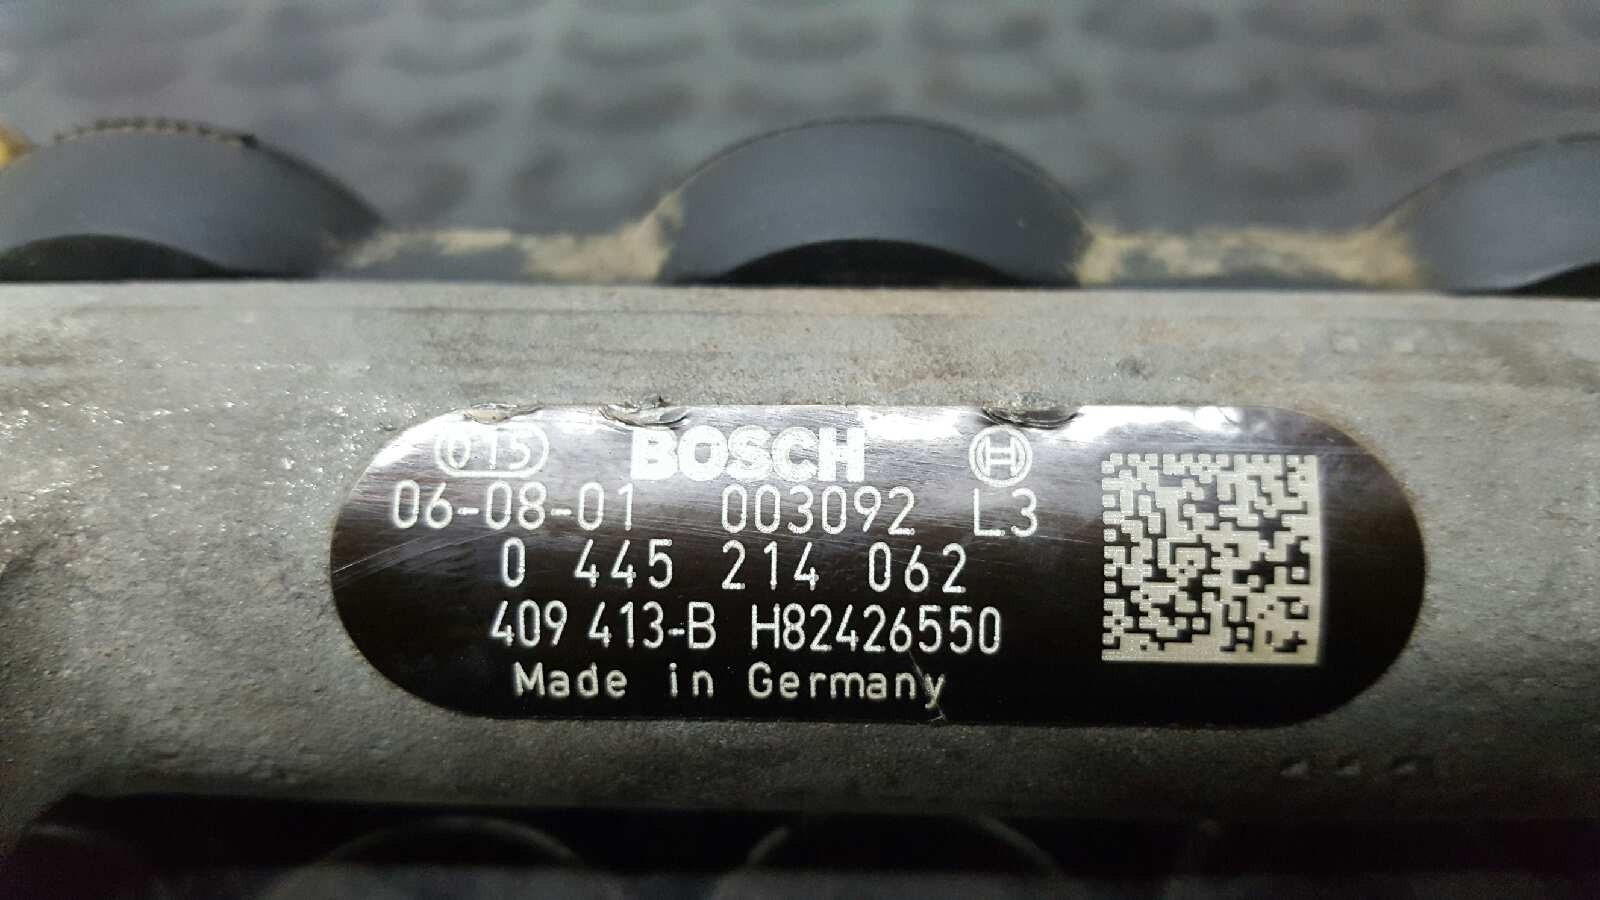 015 BOSCH H
06-08-01 003092 L3
0 445 214 062
409 413-B H82426550
Made in Germany